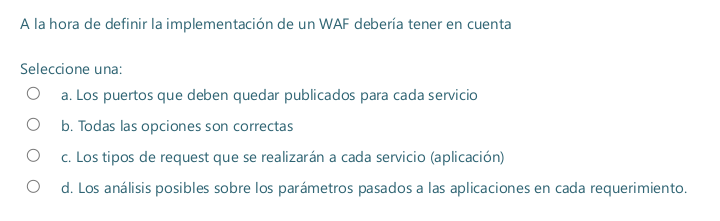 A la hora de definir la implementación de un WAF debería tener en cuenta
Seleccione una:
a. Los puertos que deben quedar publicados para cada servicio
b. Todas las opciones son correctas
c. Los tipos de request que se realizarán a cada servicio (aplicación)
d. Los análisis posibles sobre los parámetros pasados a las aplicaciones en cada requerimiento.